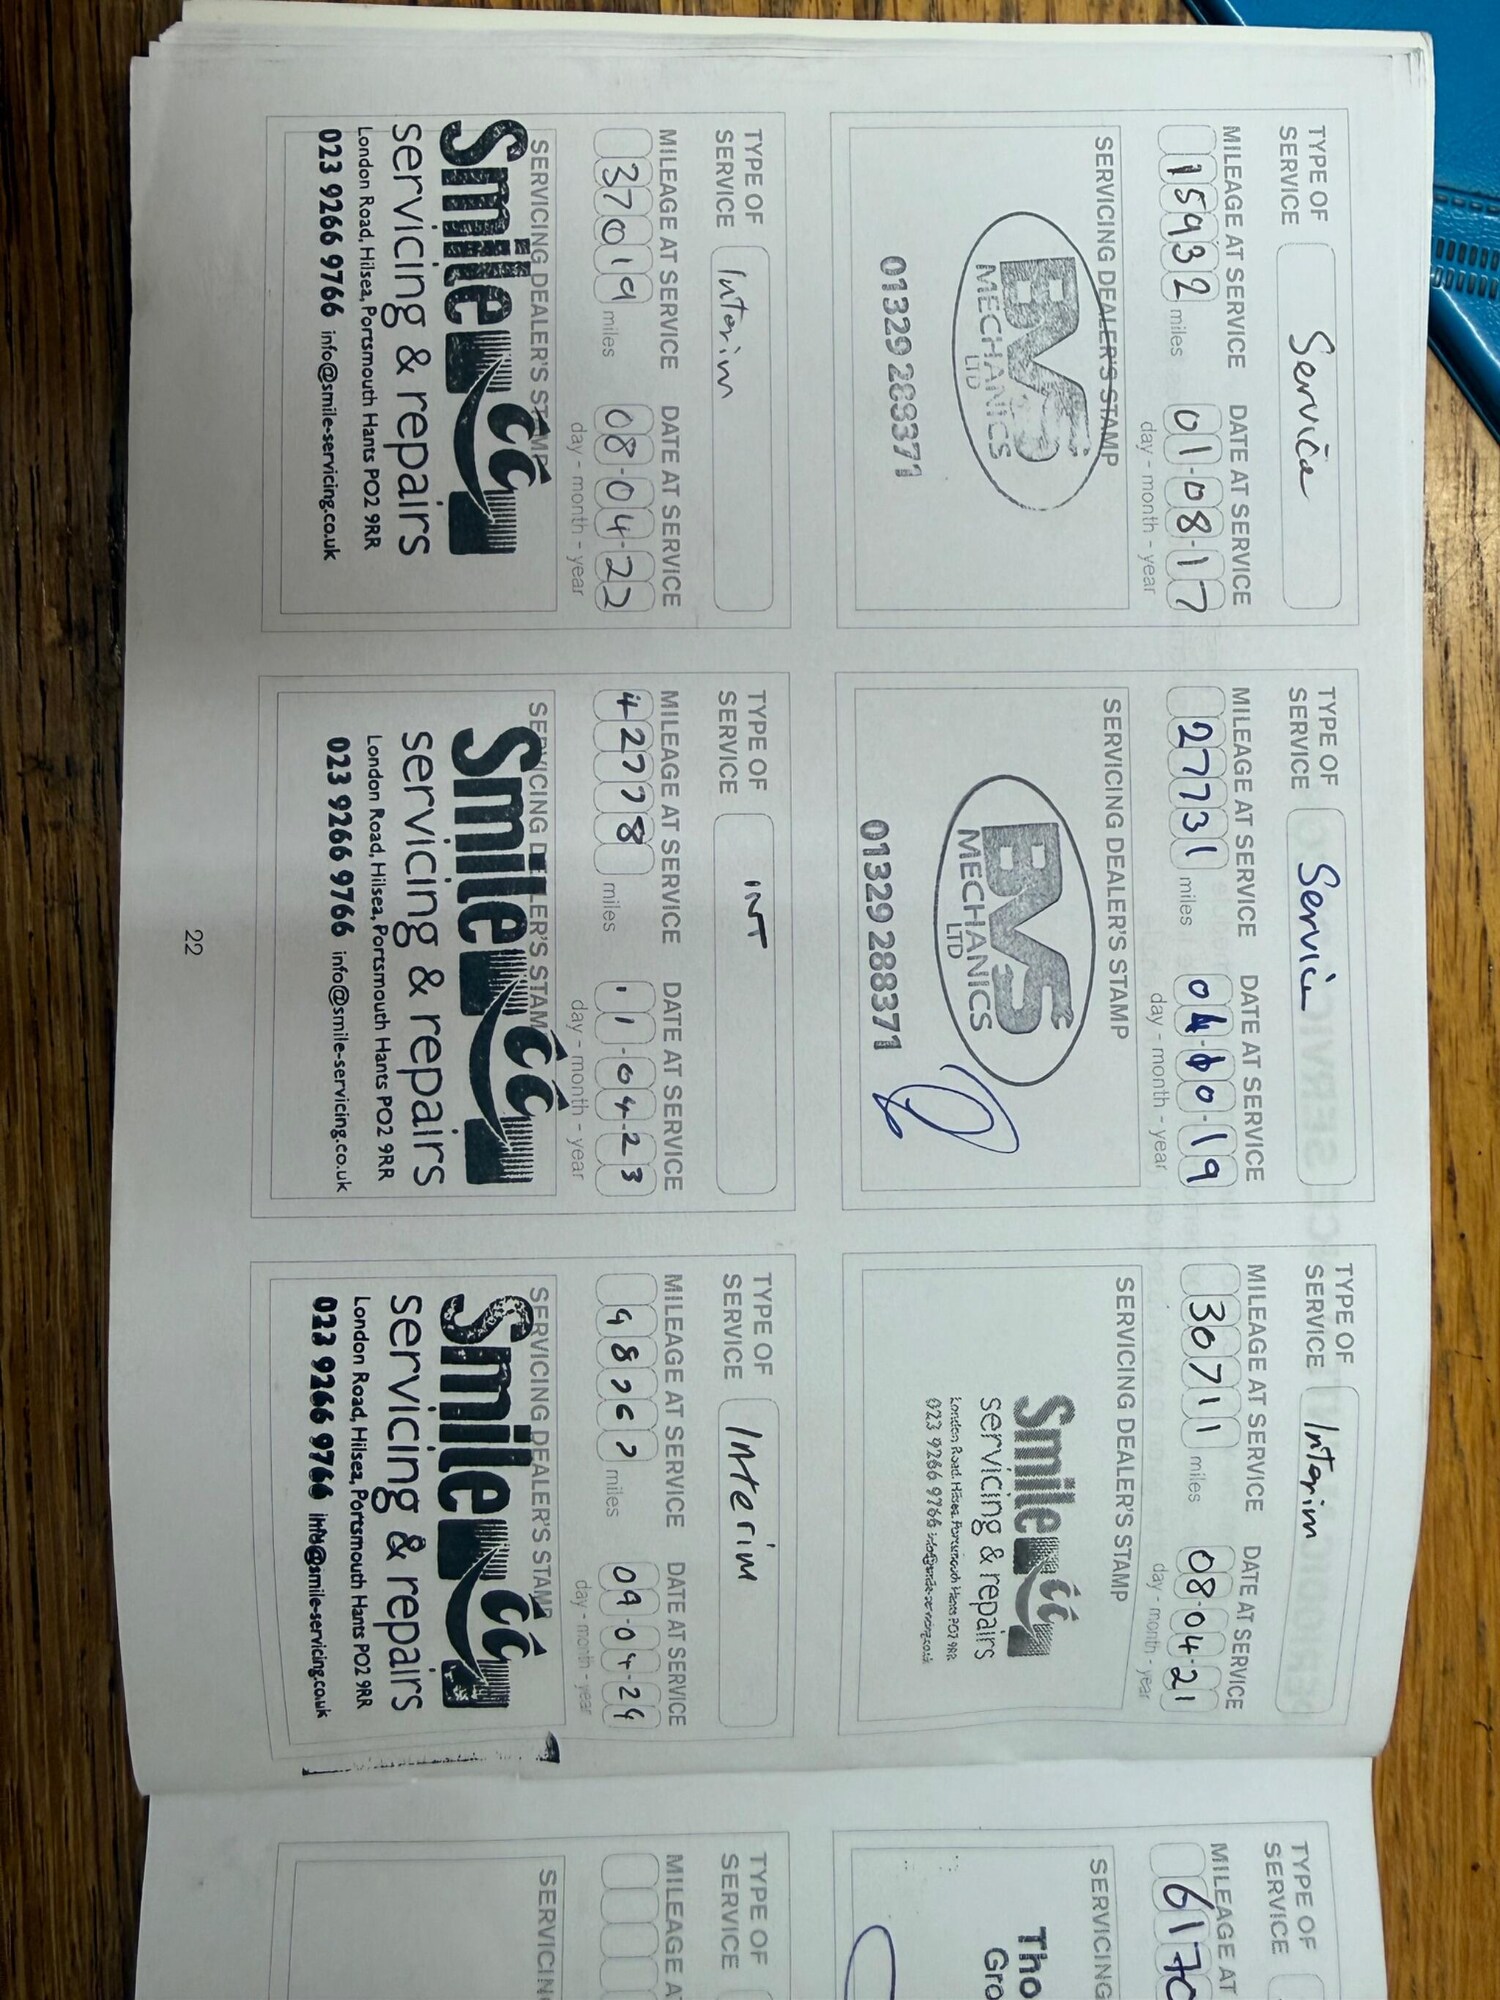 TYPE OF
SERVICE
Service
MILEAGE AT SERVICE
DATE AT SERVICE
15932 miles
01-08-17
day - month - year
SERVICING DEALER'S STAMP
BVS
MECHANICS
LTD
01329 288371
TYPE OF
SERVICE
Service
MILEAGE AT SERVICE
DATE AT SERVICE
27731 miles
-10-19
day - month - year
SERVICING DEALER'S STAMP
BVS
MECHANICS
LTD
01329 288371
TYPE OF
SERVICE
Interim
MILEAGE AT SERVICE
DATE AT SERVICE
30711 miles
08-04-21
day - month - year
SERVICING DEALER'S STAMP
Smile
servicing & repairs
London Road, Hilsea, Portsmouth Hants PO2 9RR
023 9266 9766 info@smile-servicing.co.uk
TYPE OF
SERVICE
Interim
MILEAGE AT SERVICE
DATE AT SERVICE
37019 miles
08-04-22
day - month - year
SERVICING DEALER'S STAMP
Smile
servicing & repairs
London Road, Hilsea, Portsmouth Hants PO2 9RR
023 9266 9766 info@smile-servicing.co.uk
TYPE OF
SERVICE
INT
MILEAGE AT SERVICE
DATE AT SERVICE
42778 miles
11-04-23
day - month - year
SERVICING DEALER'S STAMP
Smile
servicing & repairs
London Road, Hilsea, Portsmouth Hants PO2 9RR
023 9266 9766 info@smile-servicing.co.uk
TYPE OF
SERVICE
Interim
MILEAGE AT SERVICE
DATE AT SERVICE
miles
09-04-24
day - month - year
SERVICING DEALER'S STAMP
Smile
servicing & repairs
London Road, Hilsea, Portsmouth Hants PO2 9RR
023 9266 9766 info@smile-servicing.co.uk
22
TYPE OF
SERVICE
MILEAGE AT
6170
SERVICING
Tho
Gro
TYPE OF
SERVICE
MILEAGE A
SERVICIN